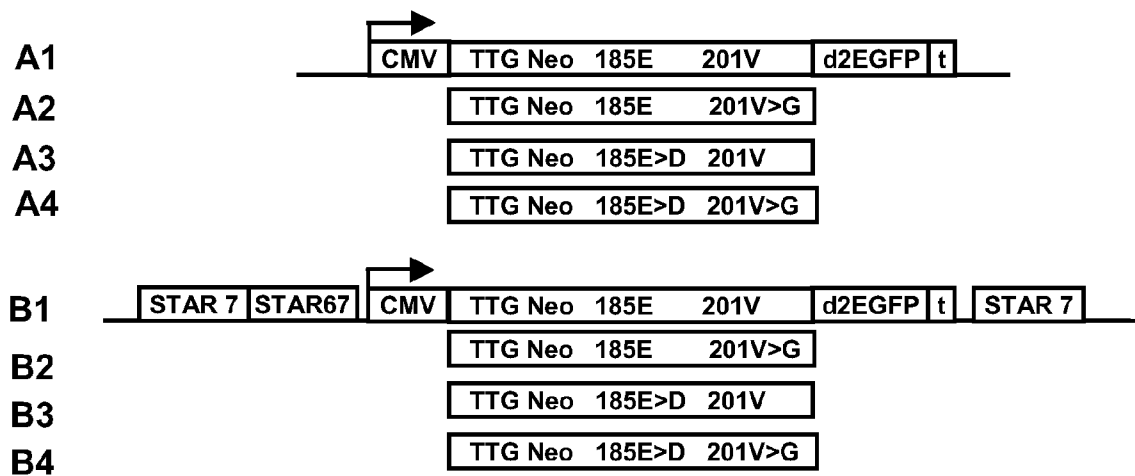 A1 CMV TTG Neo 185E 201V d2EGFP t
A2 TTG Neo 185E 201V>G
A3 TTG Neo 185E>D 201V
A4 TTG Neo 185E>D 201V>G
B1 STAR 7 STAR67 CMV TTG Neo 185E 201V d2EGFP t STAR 7
B2 TTG Neo 185E 201V>G
B3 TTG Neo 185E>D 201V
B4 TTG Neo 185E>D 201V>G